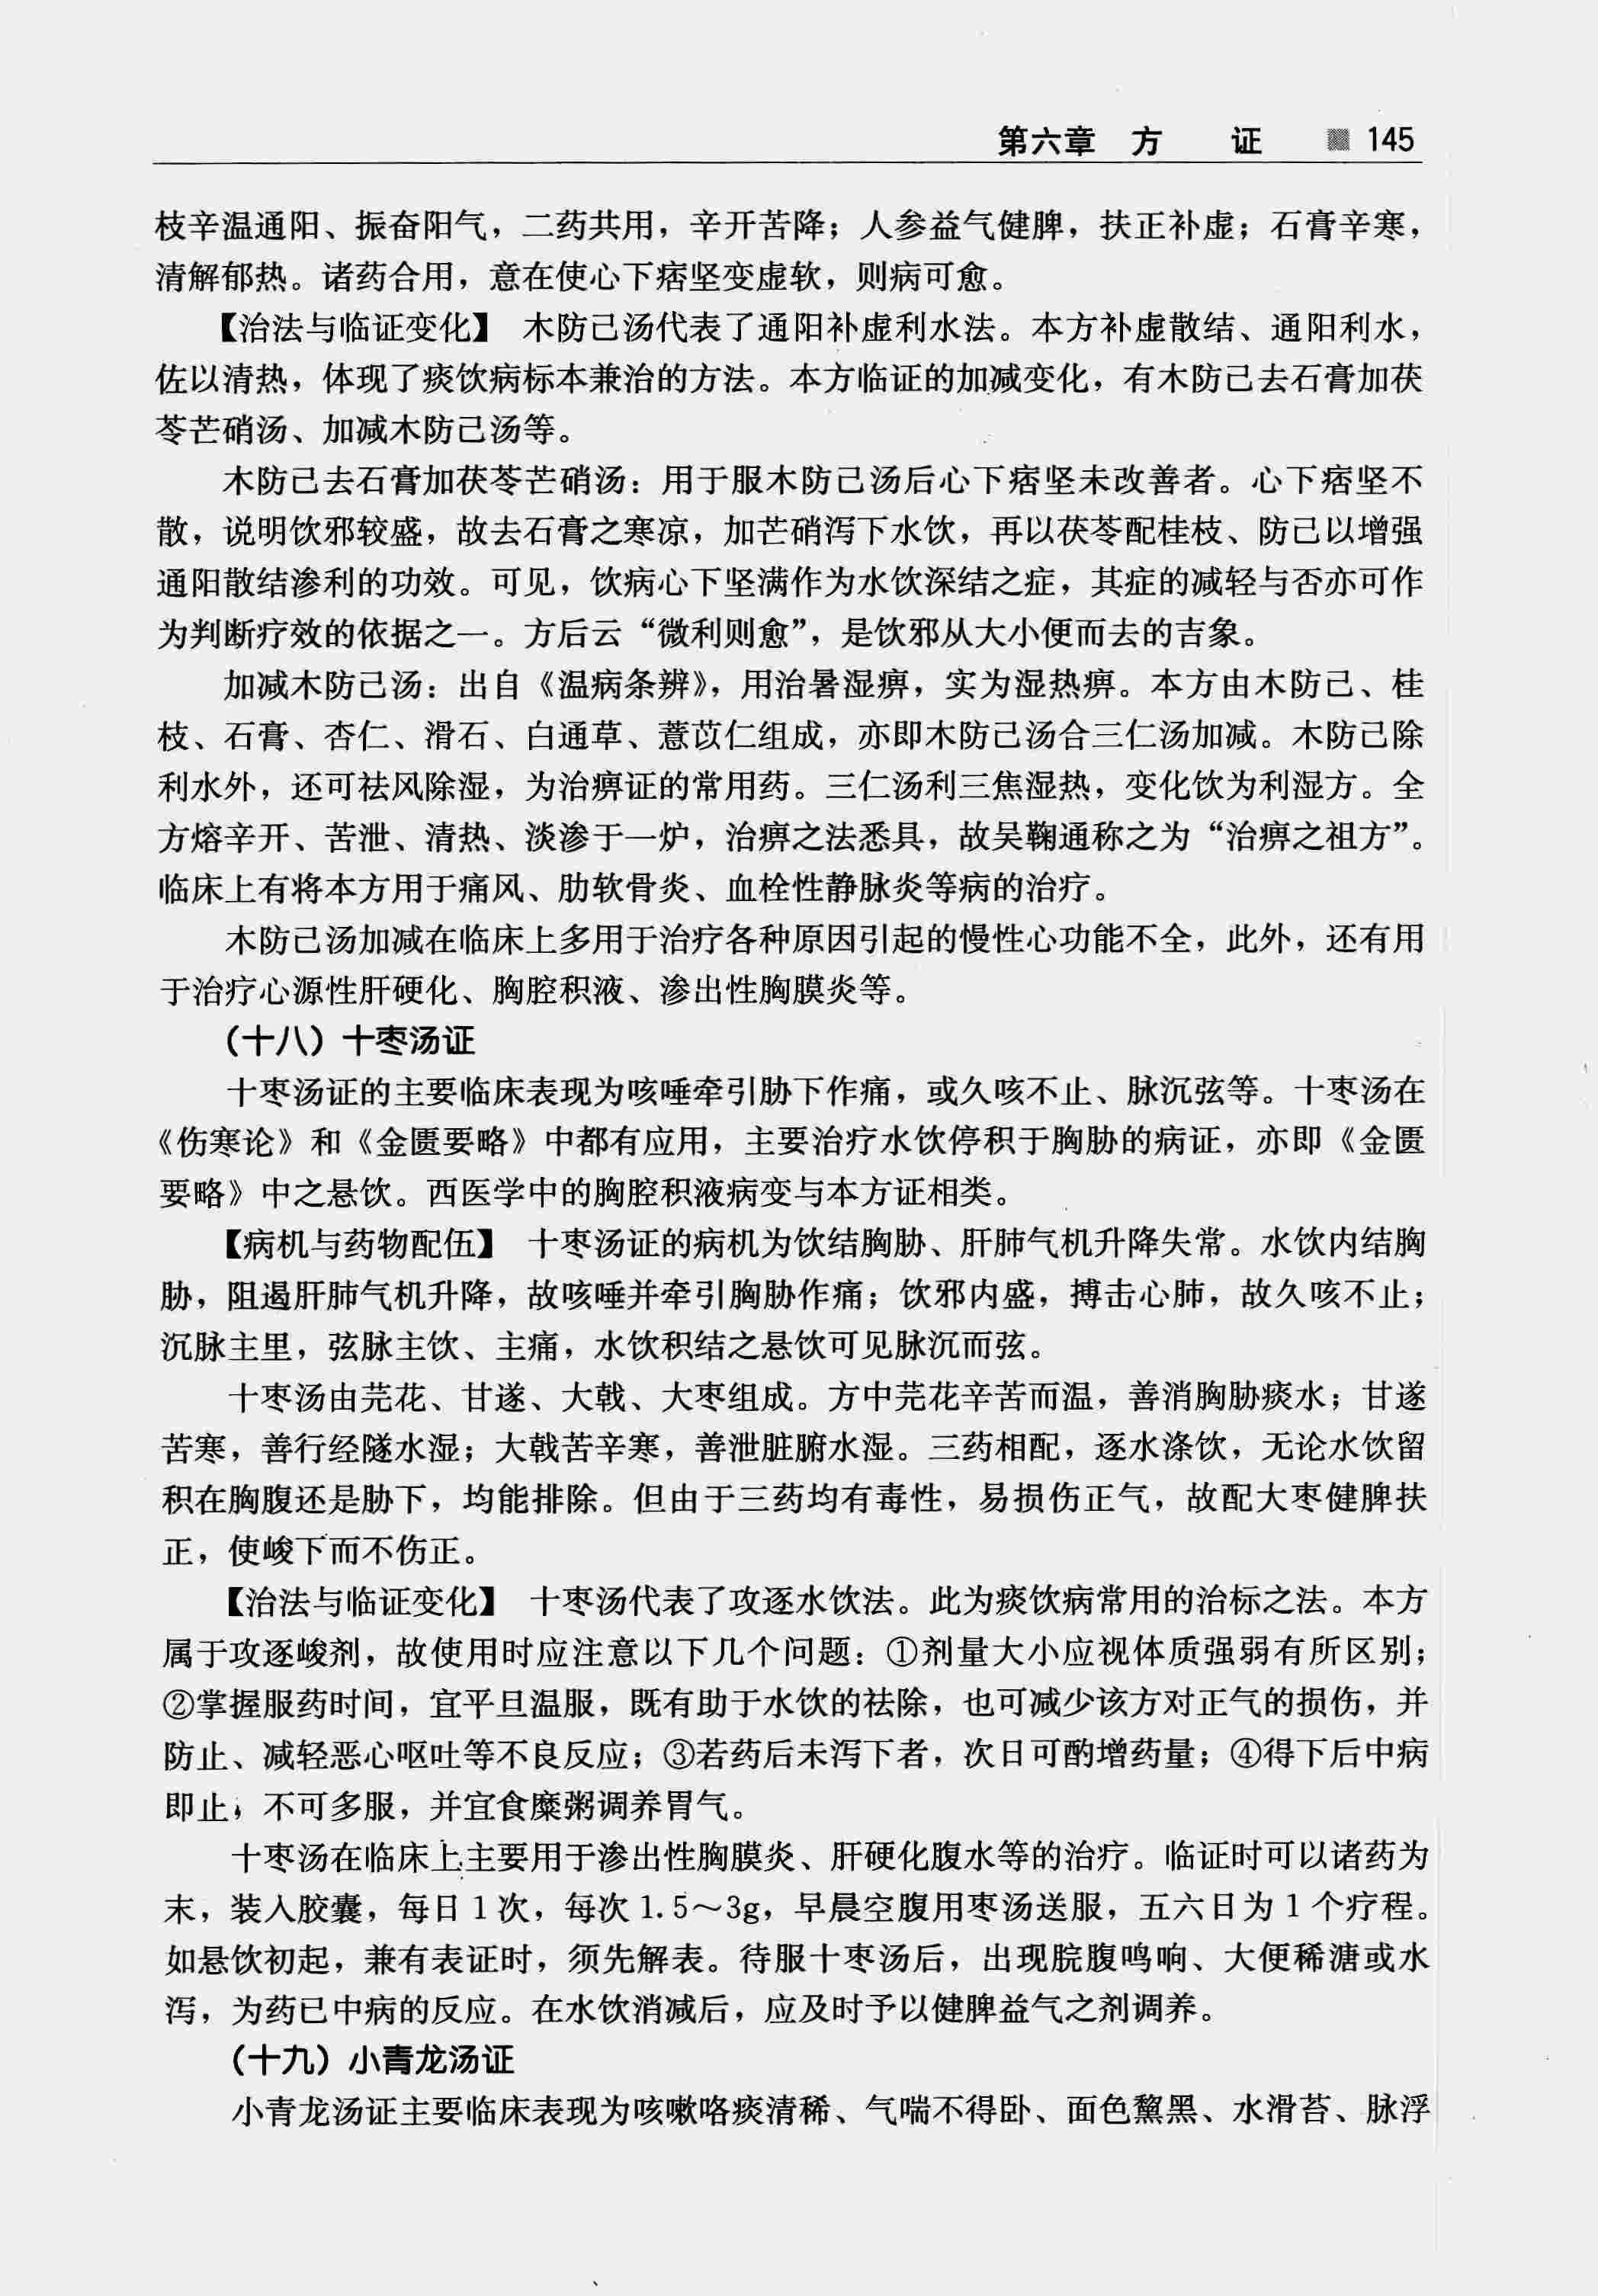 第六章 方 证 145
枝辛温通阳、振奋阳气，二药共用，辛开苦降；人参益气健脾，扶正补虚；石膏辛寒，
清解郁热。诸药合用，意在使心下痞坚变虚软，则病可愈。
【治法与临证变化】 木防己汤代表了通阳补虚利水法。本方补虚散结、通阳利水，
佐以清热，体现了痰饮病标本兼治的方法。本方临证的加减变化，有木防己去石膏加茯
苓芒硝汤、加减木防己汤等。
木防己去石膏加茯苓芒硝汤：用于服木防己汤后心下痞坚未改善者。心下痞坚不
散，说明饮邪较盛，故去石膏之寒凉，加芒硝泻下水饮，再以茯苓配桂枝、防己以增强
通阳散结渗利的功效。可见，饮病心下坚满作为水饮深结之症，其症的减轻与否亦可作
为判断疗效的依据之一。方后云“微利则愈”，是饮邪从大小便而去的吉象。
加减木防己汤：出自《温病条辨》，用治暑湿痹，实为湿热痹。本方由木防己、桂
枝、石膏、杏仁、滑石、白通草、薏苡仁组成，亦即木防己汤合三仁汤加减。木防己除
利水外，还可祛风除湿，为治痹证的常用药。三仁汤利三焦湿热，变化饮为利湿方。全
方熔辛开、苦泄、清热、淡渗于一炉，治痹之法悉具，故吴鞠通称之为“治痹之祖方”。
临床上有将本方用于痛风、肋软骨炎、血栓性静脉炎等病的治疗。
木防己汤加减在临床上多用于治疗各种原因引起的慢性心功能不全，此外，还有用
于治疗心源性肝硬化、胸腔积液、渗出性胸膜炎等。
（十八）十枣汤证
十枣汤证的主要临床表现为咳唾牵引胁下作痛，或久咳不止、脉沉弦等。十枣汤在
《伤寒论》和《金匮要略》中都有应用，主要治疗水饮停积于胸胁的病证，亦即《金匮
要略》中之悬饮。西医学中的胸腔积液病变与本方证相类。
【病机与药物配伍】 十枣汤证的病机为饮结胸胁、肝肺气机升降失常。水饮内结胸
胁，阻遏肝肺气机升降，故咳唾并牵引胸胁作痛；饮邪内盛，搏击心肺，故久咳不止；
沉脉主里，弦脉主饮、主痛，水饮积结之悬饮可见脉沉而弦。
十枣汤由芫花、甘遂、大戟、大枣组成。方中芫花辛苦而温，善消胸胁痰水；甘遂
苦寒，善行经隧水湿；大戟苦辛寒，善泄脏腑水湿。三药相配，逐水涤饮，无论水饮留
积在胸腹还是胁下，均能排除。但由于三药均有毒性，易损伤正气，故配大枣健脾扶
正，使峻下而不伤正。
【治法与临证变化】 十枣汤代表了攻逐水饮法。此为痰饮病常用的治标之法。本方
属于攻逐峻剂，故使用时应注意以下几个问题：①剂量大小应视体质强弱有所区别；
②掌握服药时间，宜平旦温服，既有助于水饮的祛除，也可减少该方对正气的损伤，并
防止、减轻恶心呕吐等不良反应；③若药后未泻下者，次日可酌增药量；④得下后中病
即止，不可多服，并宜食糜粥调养胃气。
十枣汤在临床上主要用于渗出性胸膜炎、肝硬化腹水等的治疗。临证时可以诸药为
末，装入胶囊，每日1次，每次1.5～3g，早晨空腹用枣汤送服，五六日为1个疗程。
如悬饮初起，兼有表证时，须先解表。待服十枣汤后，出现脘腹鸣响、大便稀溏或水
泻，为药已中病的反应。在水饮消减后，应及时予以健脾益气之剂调养。
（十九）小青龙汤证
小青龙汤证主要临床表现为咳嗽咯痰清稀、气喘不得卧、面色黧黑、水滑苔、脉浮